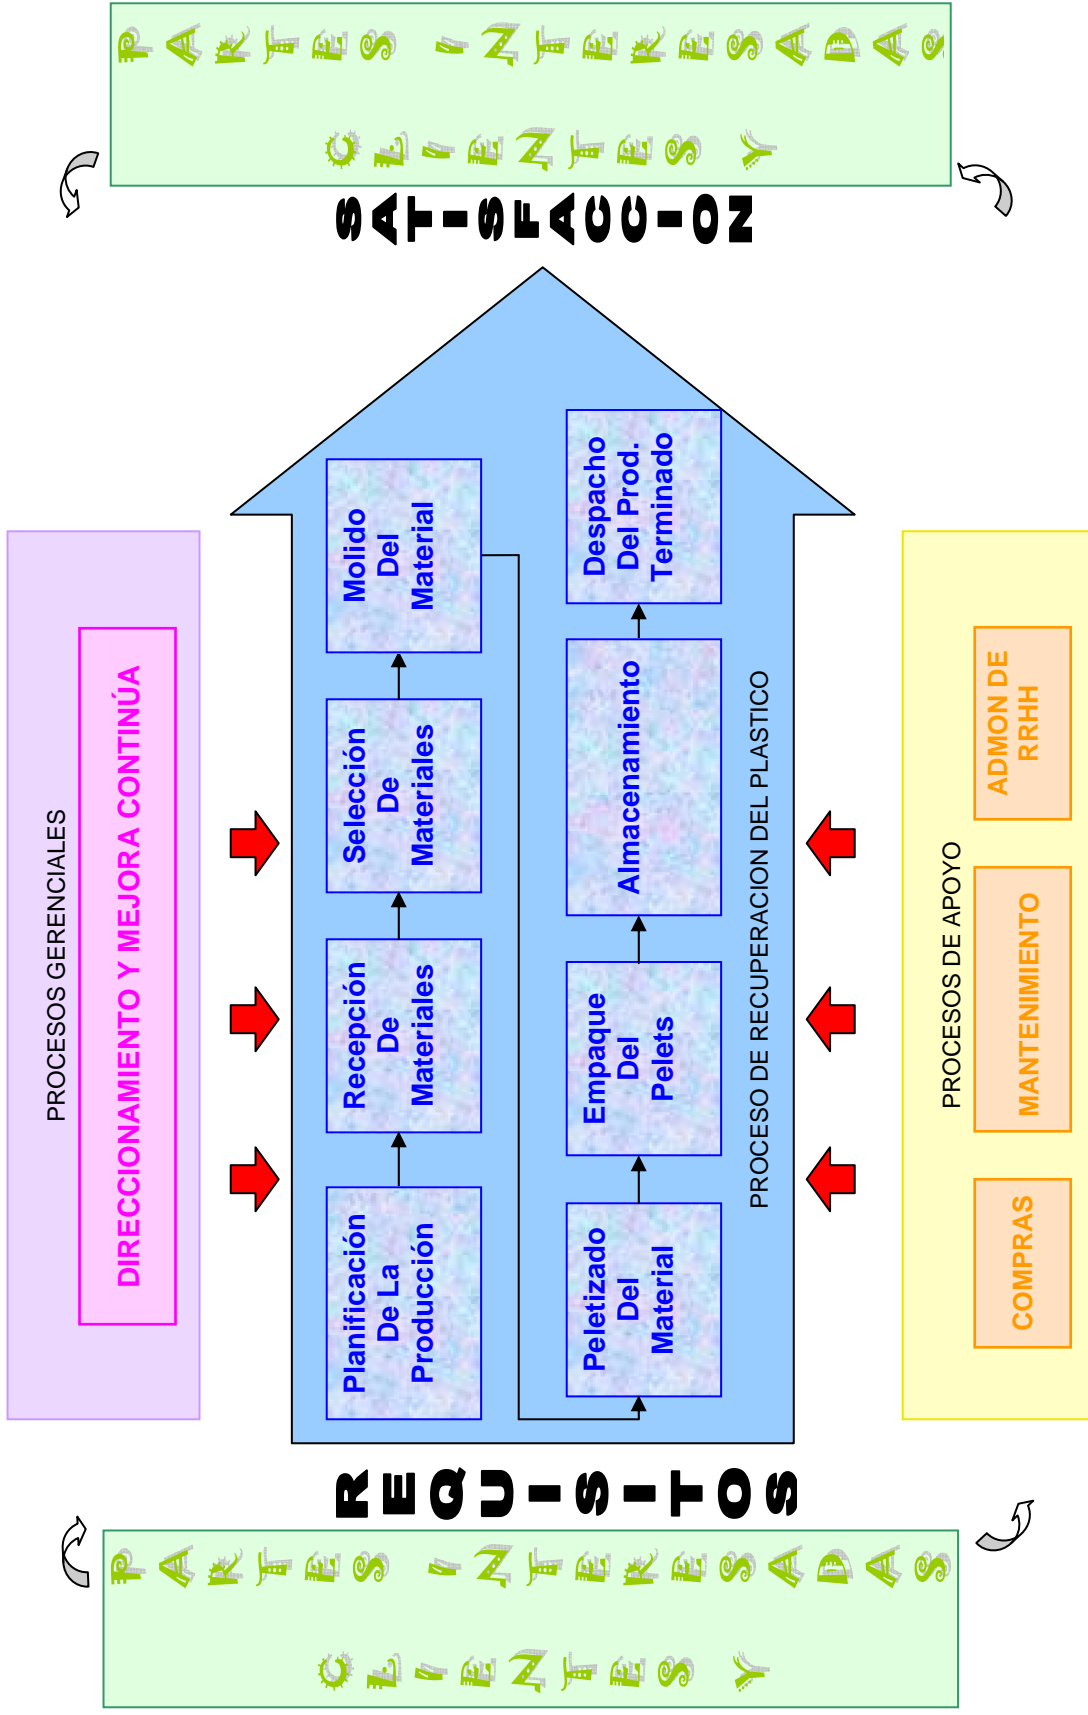 PROCESOS GERENCIALES
DIRECCIONAMIENTO Y MEJORA CONTINÚA
CLIENTES Y
PARTES INTERESADAS
REQUISITOS
Planificación
De La
Producción
Recepción
De
Materiales
Selección
De
Materiales
Molido
Del
Material
Peletizado
Del
Material
Empaque
Del
Pelets
Almacenamiento
Despacho
Del Prod.
Terminado
PROCESO DE RECUPERACION DEL PLASTICO
SATISFACCION
CLIENTES Y
PARTES INTERESADAS
PROCESOS DE APOYO
COMPRAS
MANTENIMIENTO
ADMON DE
RRHH